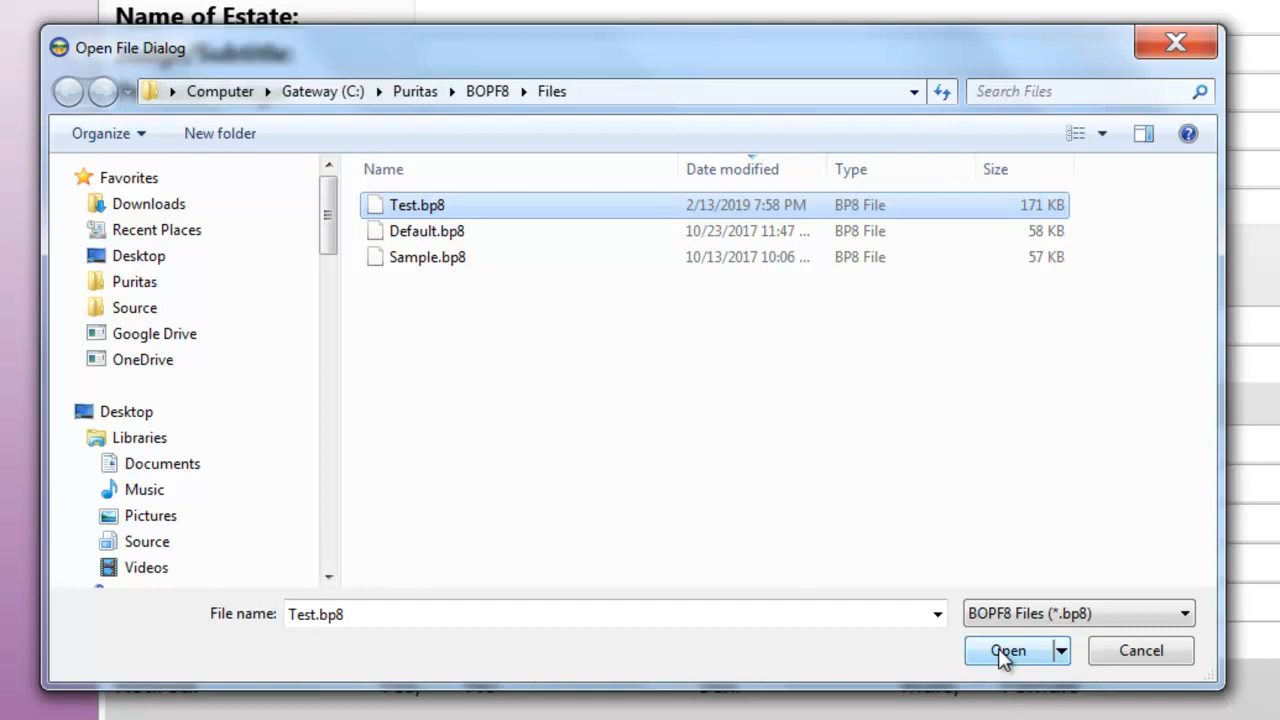 Name of Estate:
Open File Dialog
Computer Gateway (C:) Puritas BOPF8 Files
Search Files
Organize New folder
Name Date modified Type Size
Test.bp8 2/13/2019 7:58 PM BP8 File 171 KB
Default.bp8 10/23/2017 11:47 ... BP8 File 58 KB
Sample.bp8 10/13/2017 10:06 ... BP8 File 57 KB
Favorites
Downloads
Recent Places
Desktop
Puritas
Source
Google Drive
OneDrive
Desktop
Libraries
Documents
Music
Pictures
Source
Videos
File name: Test.bp8 BOPF8 Files (*.bp8)
Open Cancel